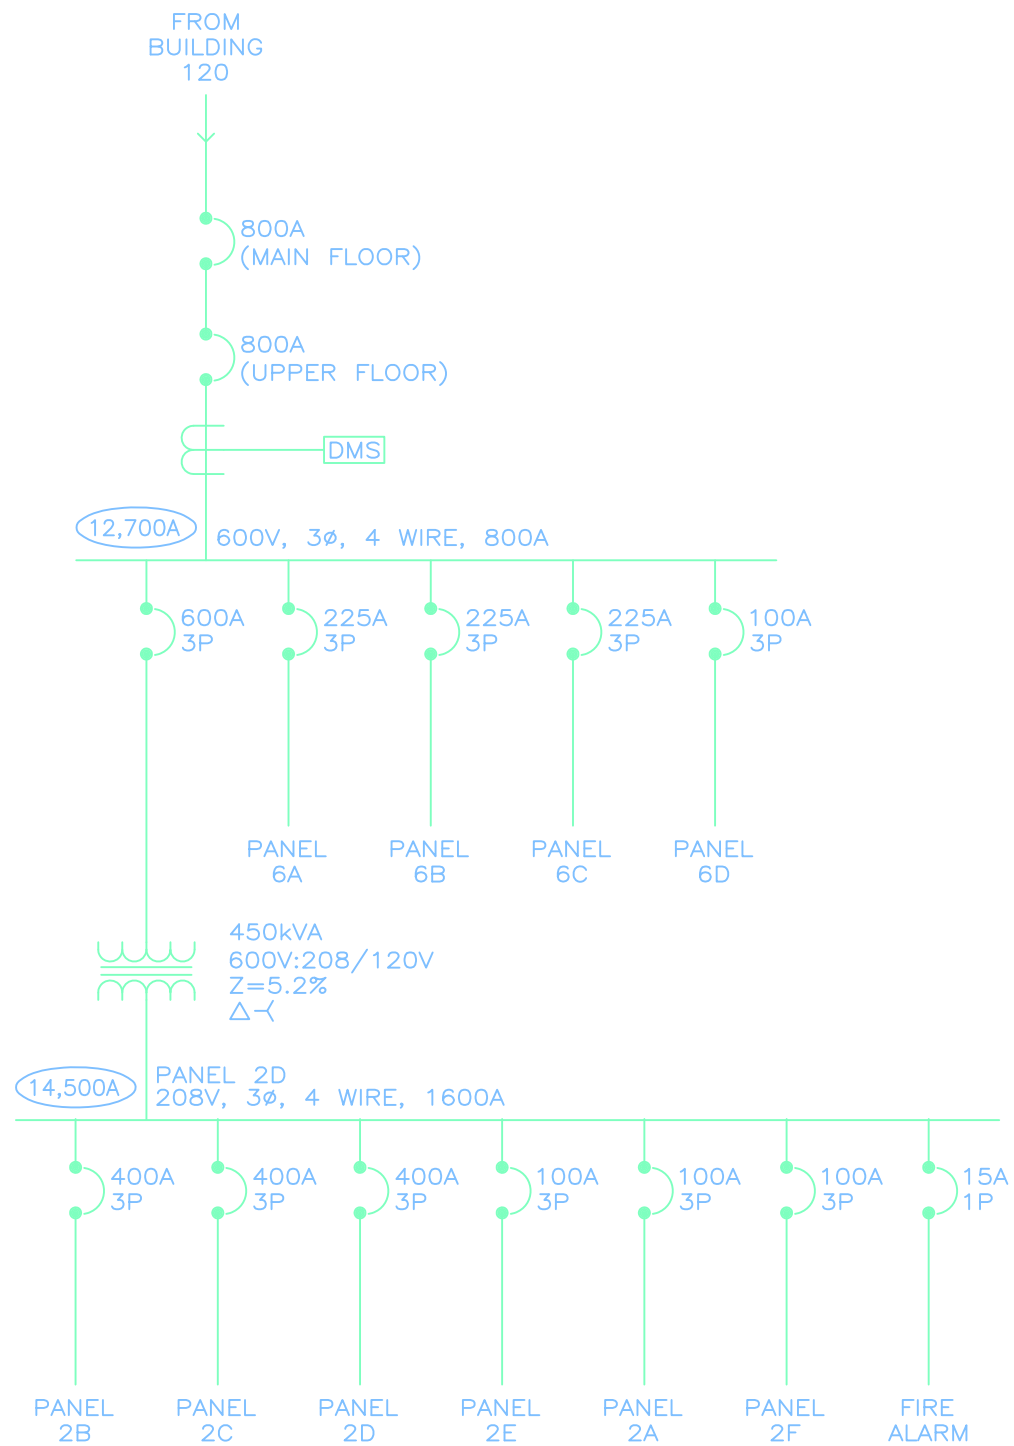 FROM
BUILDING
120
800A
(MAIN FLOOR)
800A
(UPPER FLOOR)
DMS
12,700A
600V, 3ø, 4 WIRE, 800A
600A
3P
225A
3P
225A
3P
225A
3P
100A
3P
PANEL
6A
PANEL
6B
PANEL
6C
PANEL
6D
450kVA
600V:208/120V
Z=5.2%
14,500A
PANEL 2D
208V, 3ø, 4 WIRE, 1600A
400A
3P
400A
3P
400A
3P
100A
3P
100A
3P
100A
3P
15A
1P
PANEL
2B
PANEL
2C
PANEL
2D
PANEL
2E
PANEL
2A
PANEL
2F
FIRE
ALARM